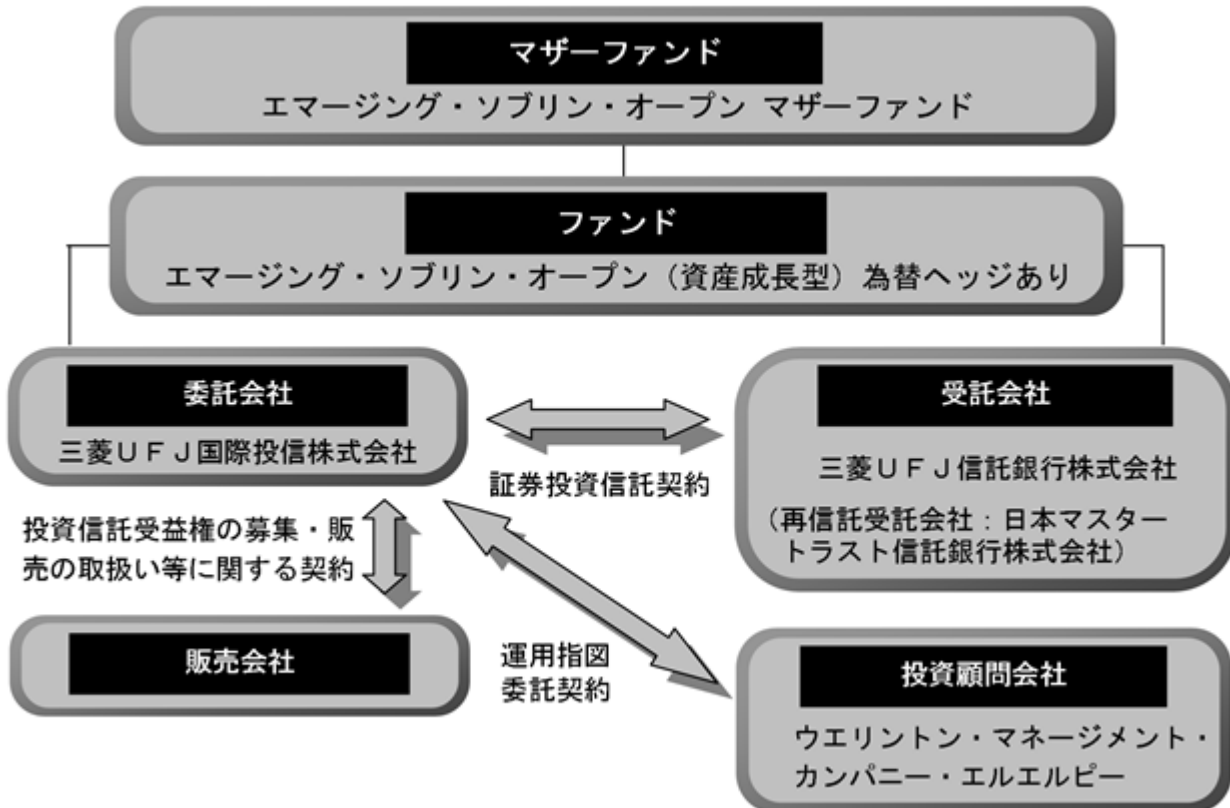 マザーファンド
エマージング・ソブリン・オープン マザーファンド
ファンド
エマージング・ソブリン・オープン（資産成長型）為替ヘッジあり
委託会社
三菱ＵＦＪ国際投信株式会社
受託会社
三菱ＵＦＪ信託銀行株式会社
（再信託受託会社：日本マスター
トラスト信託銀行株式会社）
証券投資信託契約
投資信託受益権の募集・販
売の取扱い等に関する契約
販売会社
運用指図
委託契約
投資顧問会社
ウエリントン・マネージメント・
カンパニー・エルエルピー